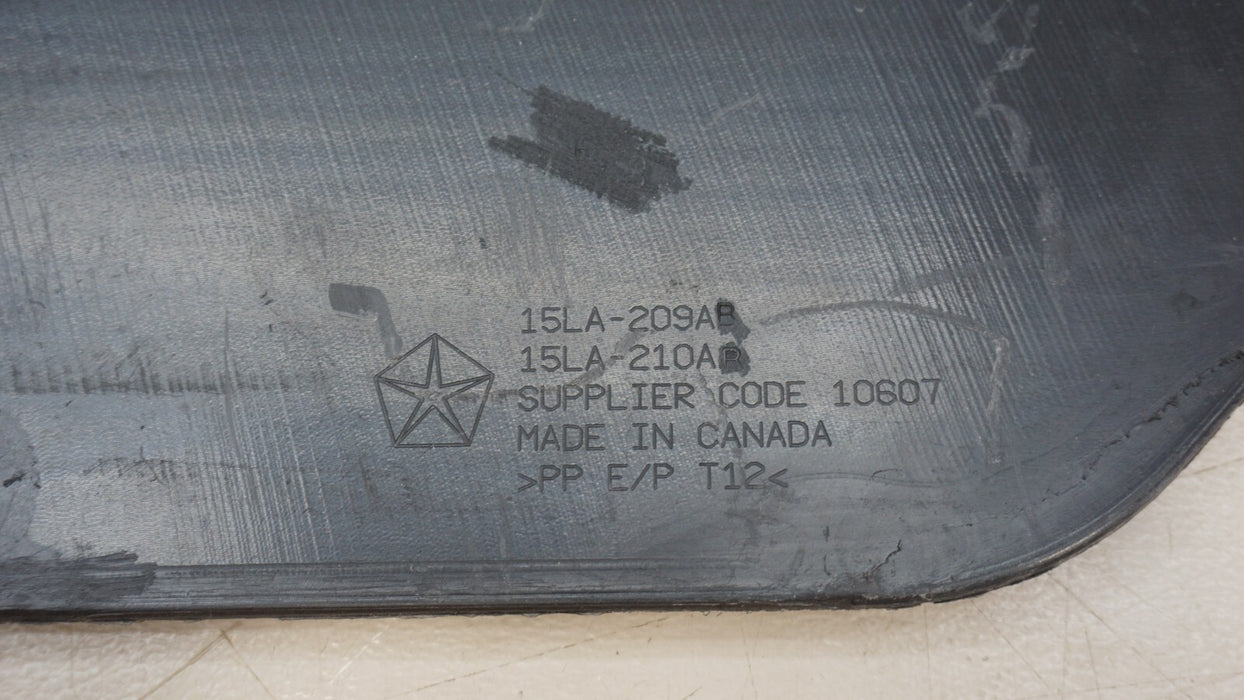 15LA-209AB
15LA-210AB
SUPPLIER CODE 10607
MADE IN CANADA
>PP E/P T12<